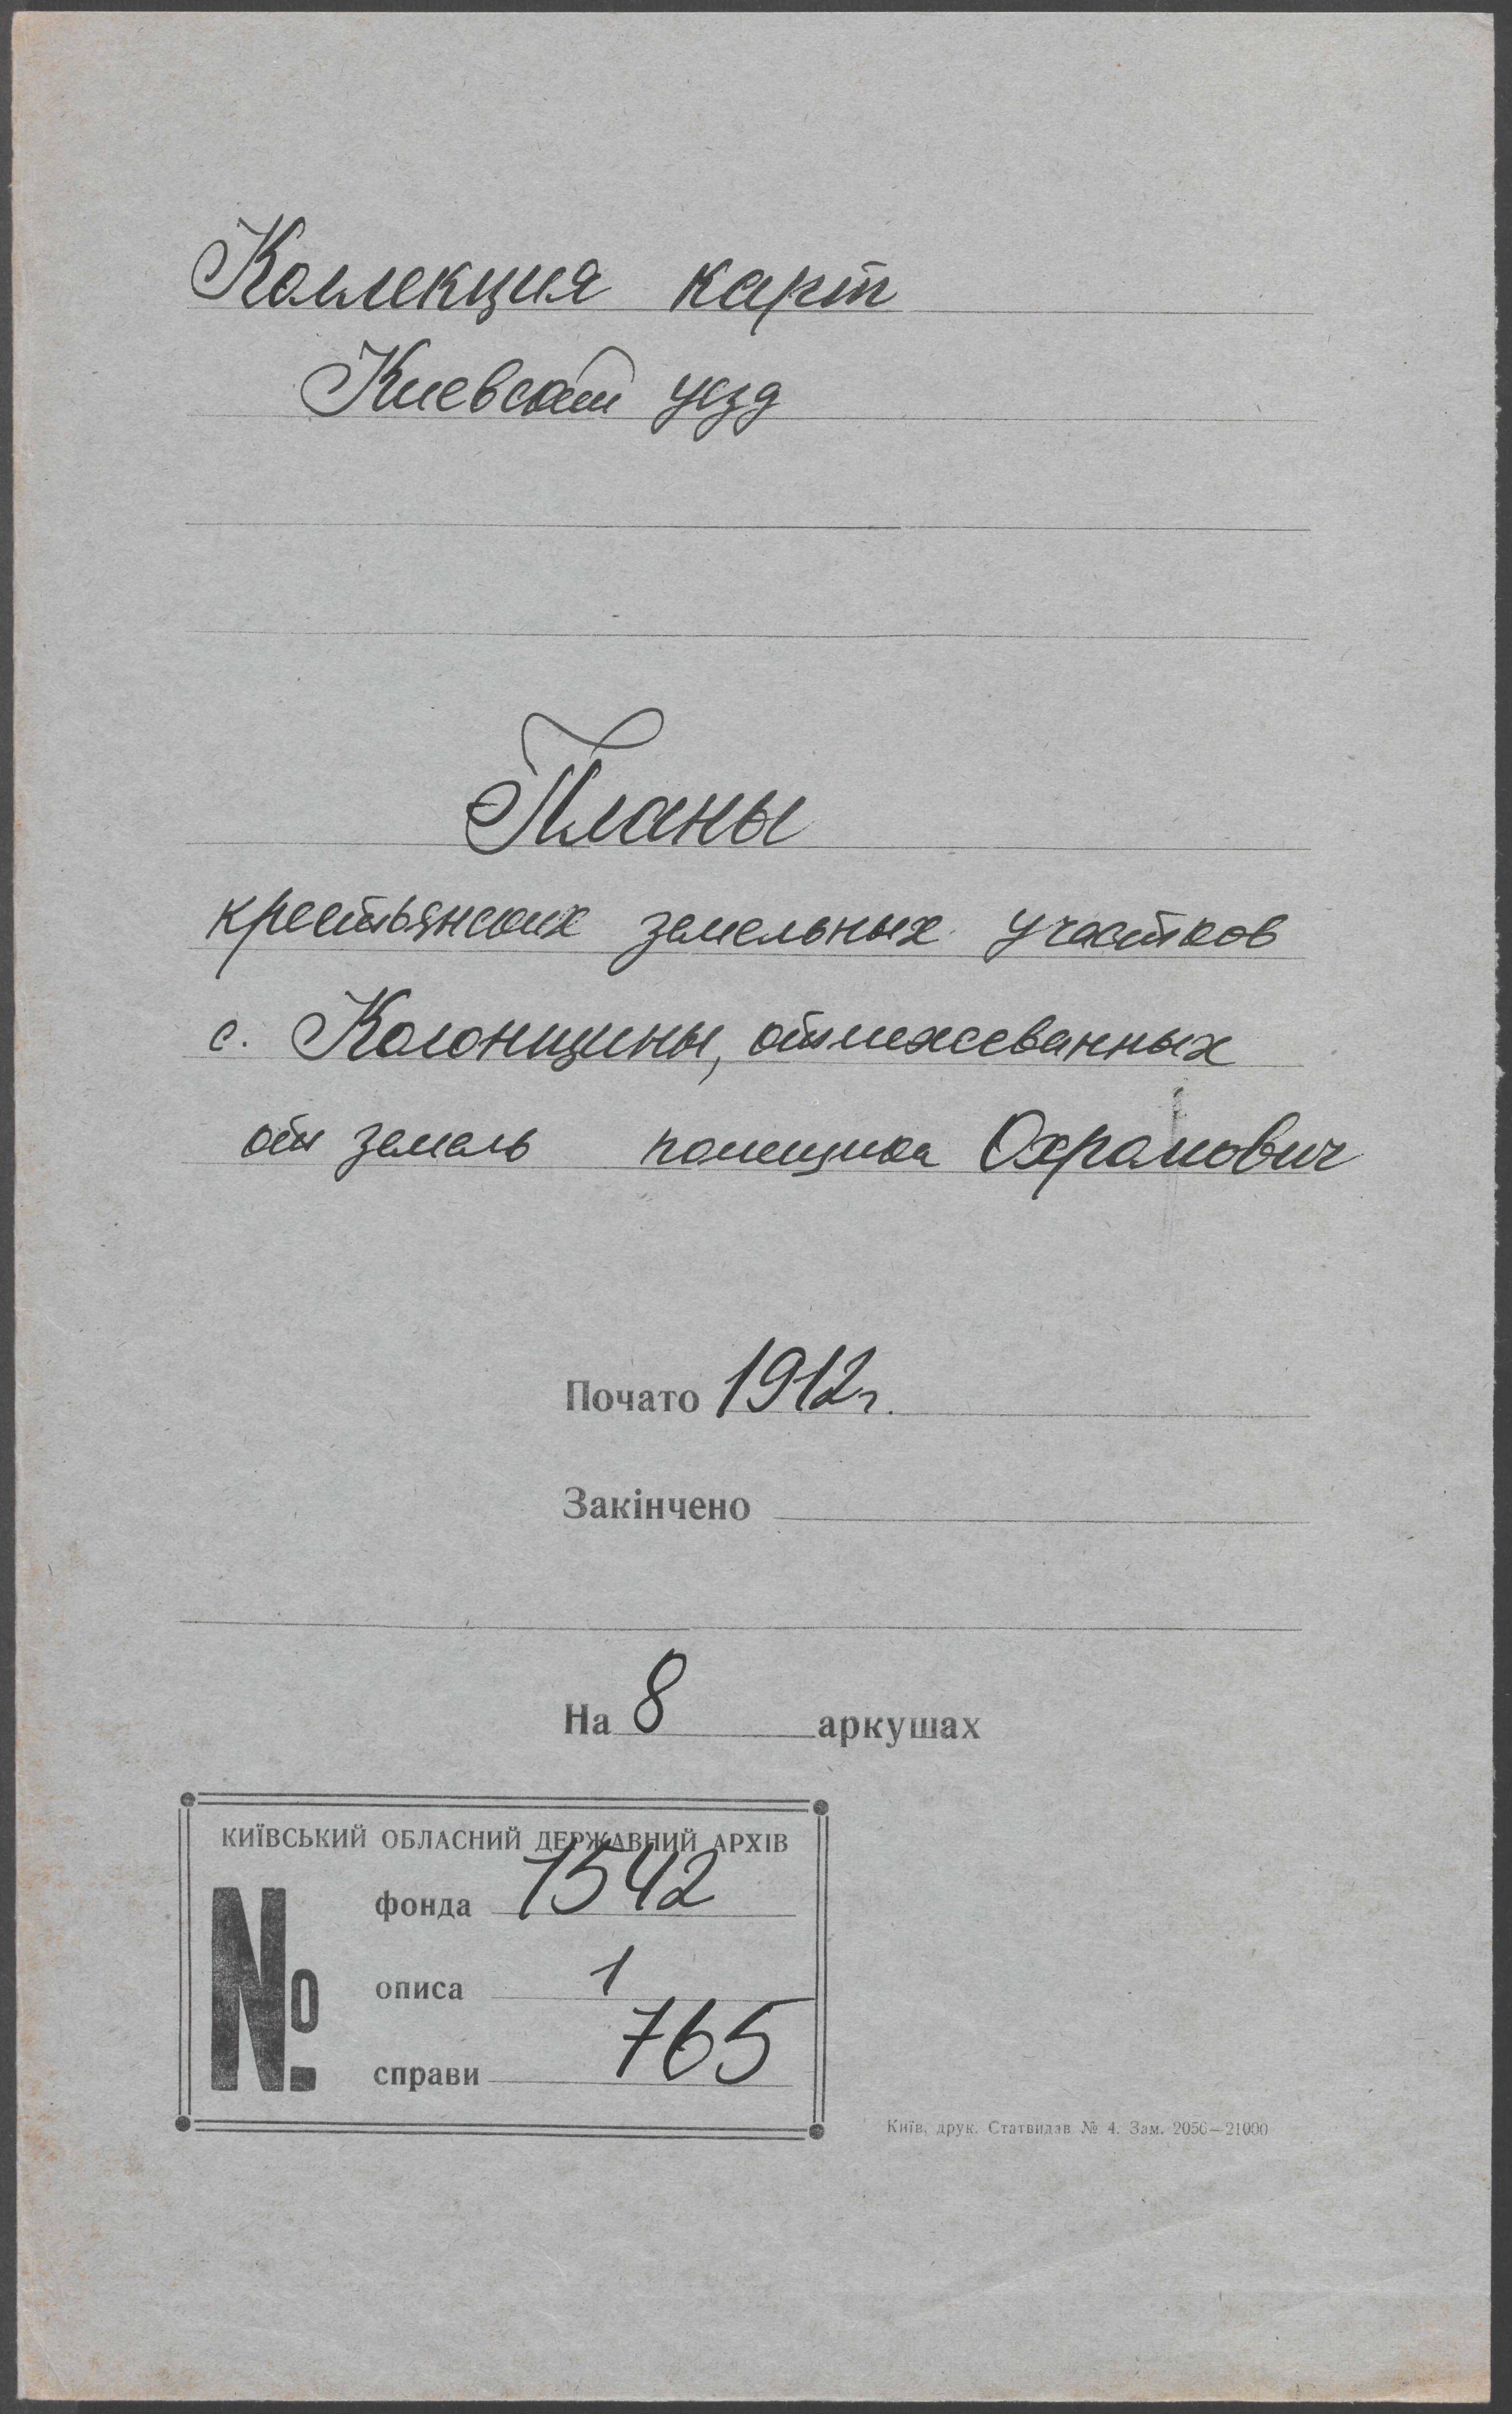 Коллекция карт
Киевский уезд
Планы
крестьянских земельных участков
с. Колонщины, отмежеванных
от земель помещика Охрамович
Почато 1912г.
Закінчено
На 8 аркушах
КИЇВСЬКИЙ ОБЛАСНИЙ ДЕРЖАВНИЙ АРХІВ
№
фонда 1542
описа 1
справи 765
Київ, друк. Статвидав № 4. Зам. 2056—21000